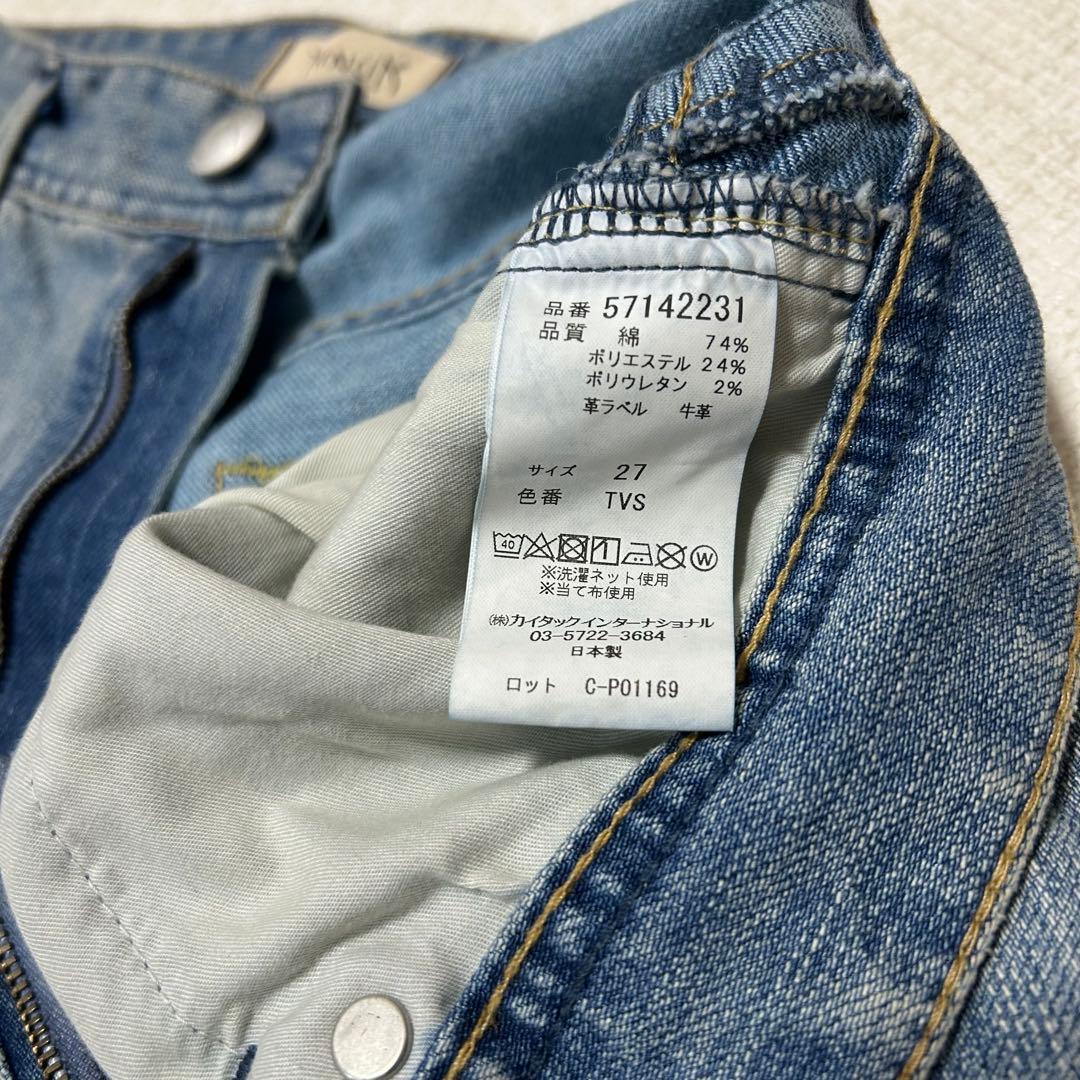 品番 57142231
品質 綿 74%
ポリエステル 24%
ポリウレタン 2%
革ラベル 牛革
サイズ 27
色番 TVS
40 W
※洗濯ネット使用
※当て布使用
㈱カイタックインターナショナル
03-5722-3684
日本製
ロット C-P01169